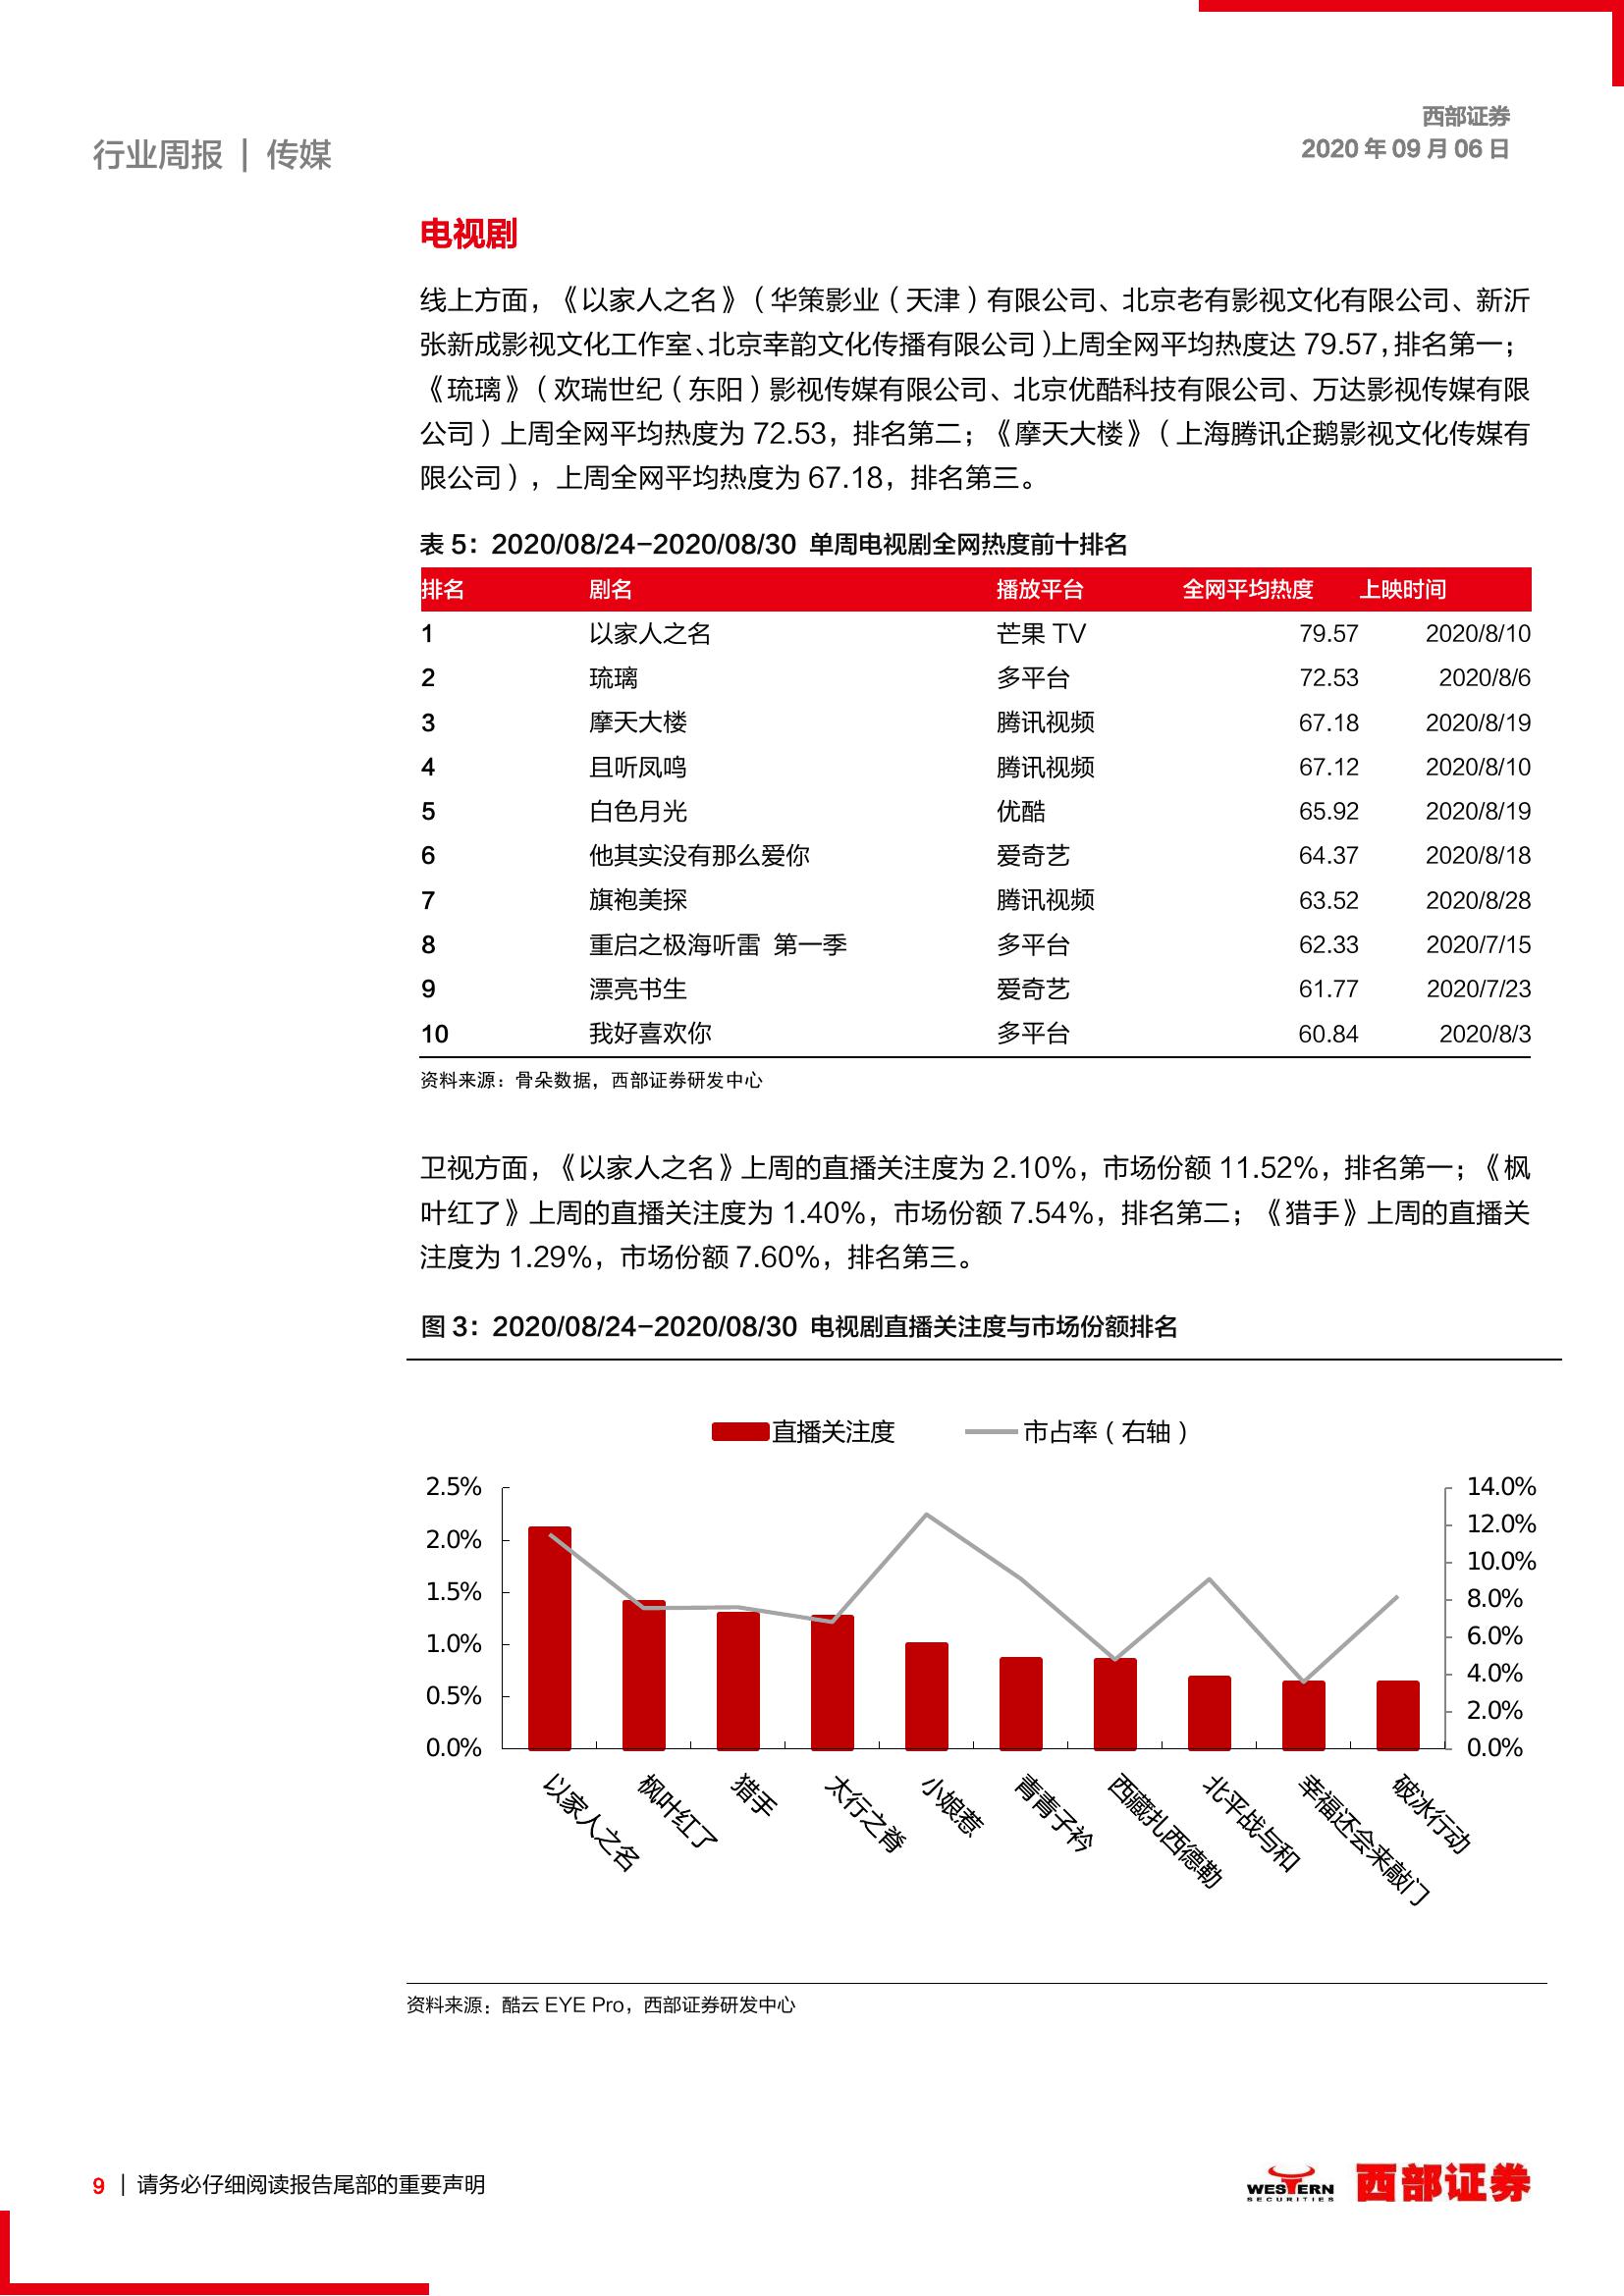 行业周报 | 传媒
西部证券
2020 年 09 月 06 日
电视剧
线上方面，《以家人之名》（华策影业（天津）有限公司、北京老有影视文化有限公司、新沂
张新成影视文化工作室、北京幸韵文化传播有限公司）上周全网平均热度达 79.57，排名第一；
《琉璃》（欢瑞世纪（东阳）影视传媒有限公司、北京优酷科技有限公司、万达影视传媒有限
公司）上周全网平均热度为 72.53，排名第二；《摩天大楼》（上海腾讯企鹅影视文化传媒有
限公司），上周全网平均热度为 67.18，排名第三。
表 5：2020/08/24-2020/08/30 单周电视剧全网热度前十排名
排名 剧名 播放平台 全网平均热度 上映时间
1 以家人之名 芒果 TV 79.57 2020/8/10
2 琉璃 多平台 72.53 2020/8/6
3 摩天大楼 腾讯视频 67.18 2020/8/19
4 且听凤鸣 腾讯视频 67.12 2020/8/10
5 白色月光 优酷 65.92 2020/8/19
6 他其实没有那么爱你 爱奇艺 64.37 2020/8/18
7 旗袍美探 腾讯视频 63.52 2020/8/28
8 重启之极海听雷 第一季 多平台 62.33 2020/7/15
9 漂亮书生 爱奇艺 61.77 2020/7/23
10 我好喜欢你 多平台 60.84 2020/8/3
资料来源：骨朵数据，西部证券研发中心
卫视方面，《以家人之名》上周的直播关注度为 2.10%，市场份额 11.52%，排名第一；《枫
叶红了》上周的直播关注度为 1.40%，市场份额 7.54%，排名第二；《猎手》上周的直播关
注度为 1.29%，市场份额 7.60%，排名第三。
图 3：2020/08/24-2020/08/30 电视剧直播关注度与市场份额排名
直播关注度 市占率（右轴）
2.5% 14.0%
2.0% 12.0%
1.5% 10.0%
1.0% 8.0%
0.5% 6.0%
0.0% 4.0%
2.0%
0.0%
以家人之名
枫叶红了
猎手
太行之脊
小娘惹
青青子衿
西藏扎西德勒
北平战与和
幸福还会来敲门
破冰行动
资料来源：酷云 EYE Pro，西部证券研发中心
9 | 请务必仔细阅读报告尾部的重要声明
WESTERN
SECURITIES
西部证券